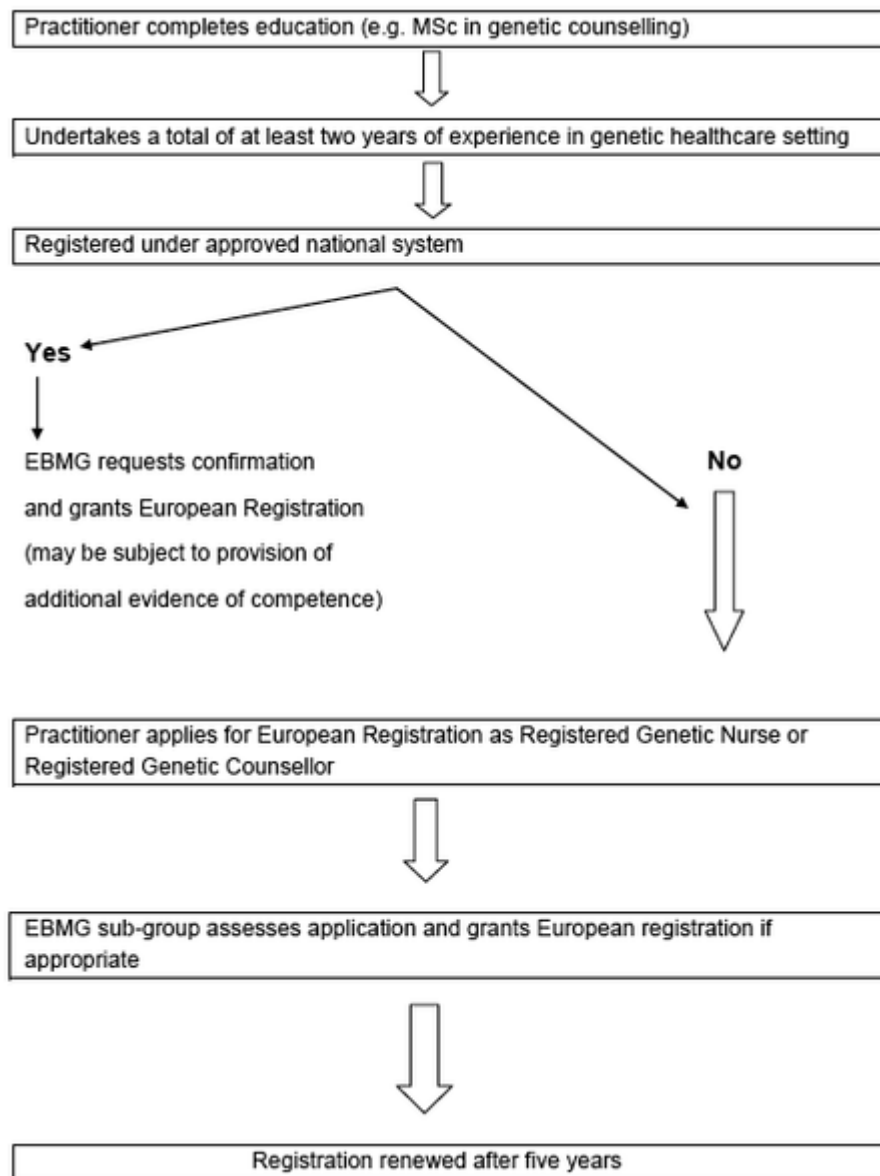 Practitioner completes education (e.g. MSc in genetic counselling)
Undertakes a total of at least two years of experience in genetic healthcare setting
Registered under approved national system
Yes
EBMG requests confirmation
and grants European Registration
(may be subject to provision of
additional evidence of competence)
No
Practitioner applies for European Registration as Registered Genetic Nurse or
Registered Genetic Counsellor
EBMG sub-group assesses application and grants European registration if
appropriate
Registration renewed after five years